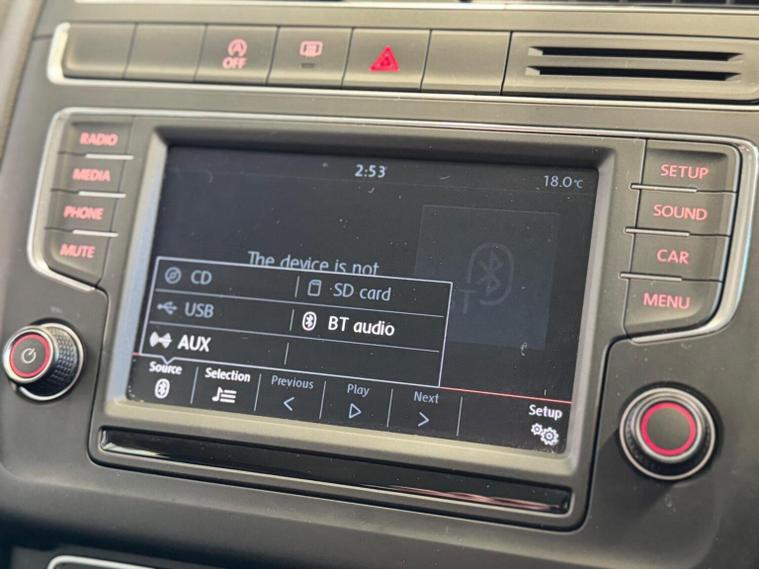 OFF
RADIO
MEDIA
PHONE
MUTE
2:53
18.0°C
The device is not
CD
SD card
USB
BT audio
AUX
Source
Selection
Previous
Play
Next
Setup
SETUP
SOUND
CAR
MENU